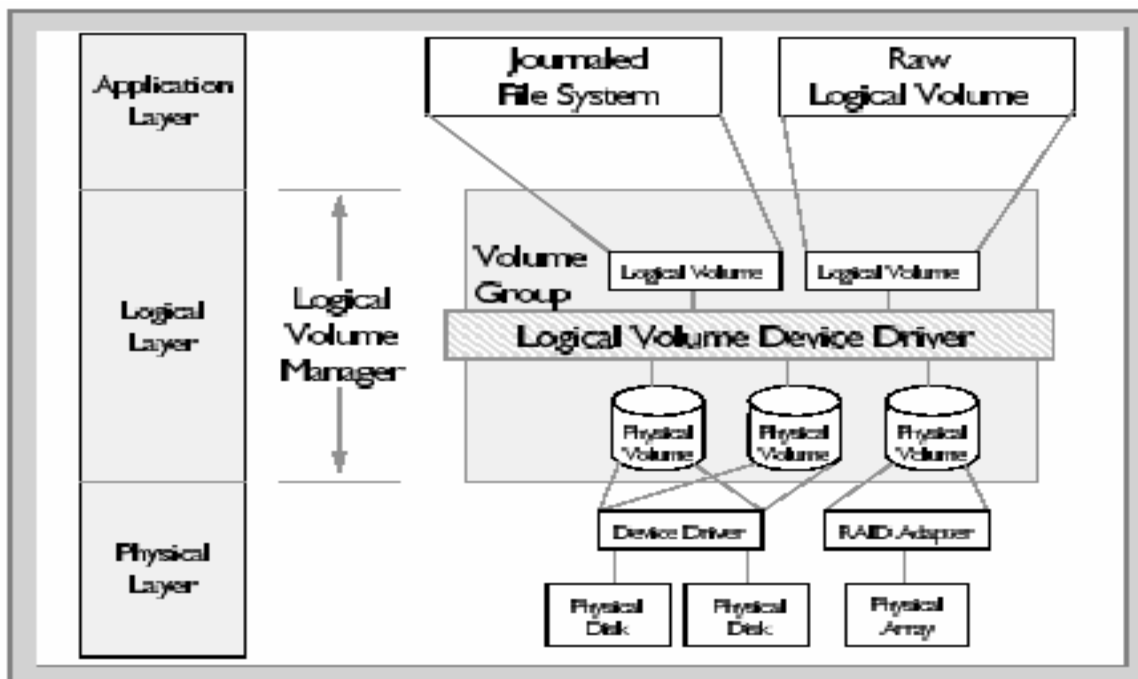 Application
Layer
Journaled
File System
Raw
Logical Volume
Logical
Layer
Logical
Volume
Manager
Volume
Group
Logical Volume
Logical Volume
Logical Volume Device Driver
Physical
Volume
Physical
Volume
Physical
Volume
Physical
Layer
Device Driver
RAID Adapter
Physical
Disk
Physical
Disk
Physical
Array